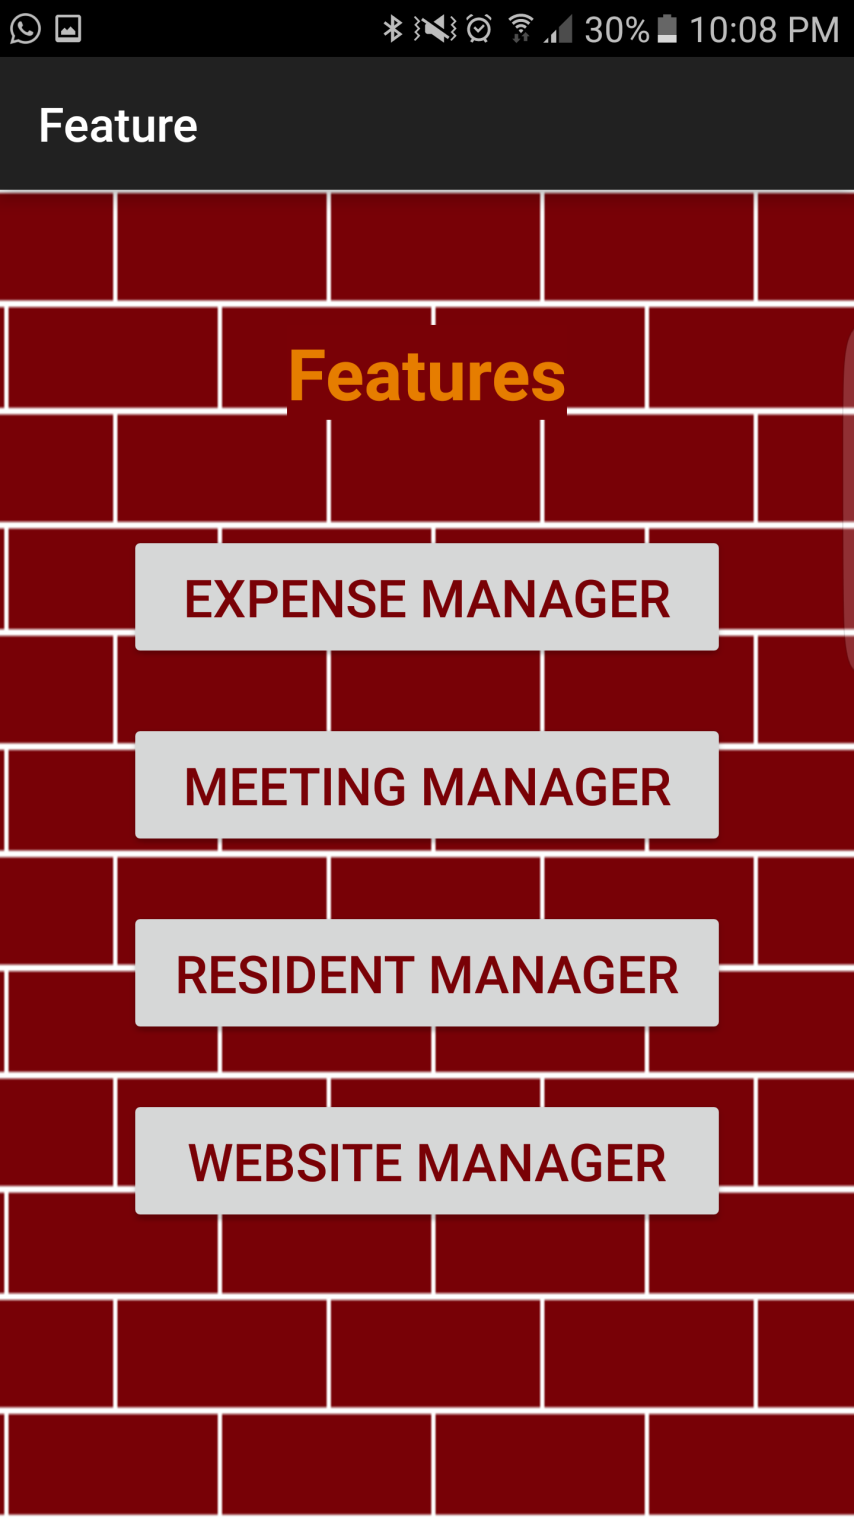 30% 10:08 PM
Feature
Features
EXPENSE MANAGER
MEETING MANAGER
RESIDENT MANAGER
WEBSITE MANAGER